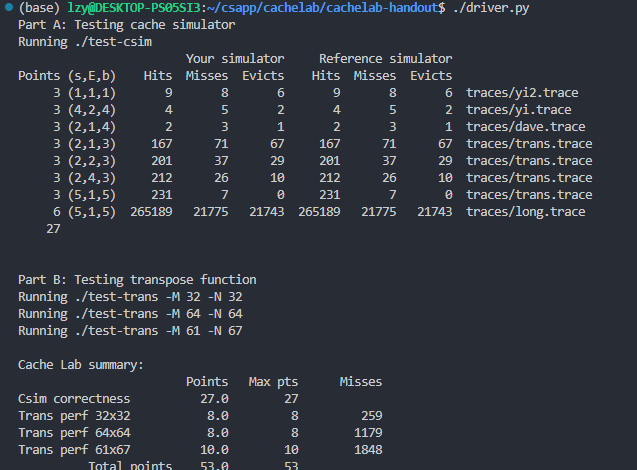 (base) lzy@DESKTOP-PS05SI3:~/csapp/cachelab/cachelab-handout$ ./driver.py
Part A: Testing cache simulator
Running ./test-csim
                        Your simulator     Reference simulator
Points (s,E,b)    Hits  Misses  Evicts    Hits  Misses  Evicts
     3 (1,1,1)       9       8       6       9       8       6  traces/yi2.trace
     3 (4,2,4)       4       5       2       4       5       2  traces/yi.trace
     3 (2,1,4)       2       3       1       2       3       1  traces/dave.trace
     3 (2,1,3)     167      71      67     167      71      67  traces/trans.trace
     3 (2,2,3)     201      37      29     201      37      29  traces/trans.trace
     3 (2,4,3)     212      26      10     212      26      10  traces/trans.trace
     3 (5,1,5)     231       7       0     231       7       0  traces/trans.trace
     6 (5,1,5)  265189   21775   21743  265189   21775   21743  traces/long.trace
    27
Part B: Testing transpose function
Running ./test-trans -M 32 -N 32
Running ./test-trans -M 64 -N 64
Running ./test-trans -M 61 -N 67
Cache Lab summary:
                        Points   Max pts      Misses
Csim correctness          27.0        27
Trans perf 32x32           8.0         8         259
Trans perf 64x64           8.0         8        1179
Trans perf 61x67          10.0        10        1848
          Total points    53.0        53